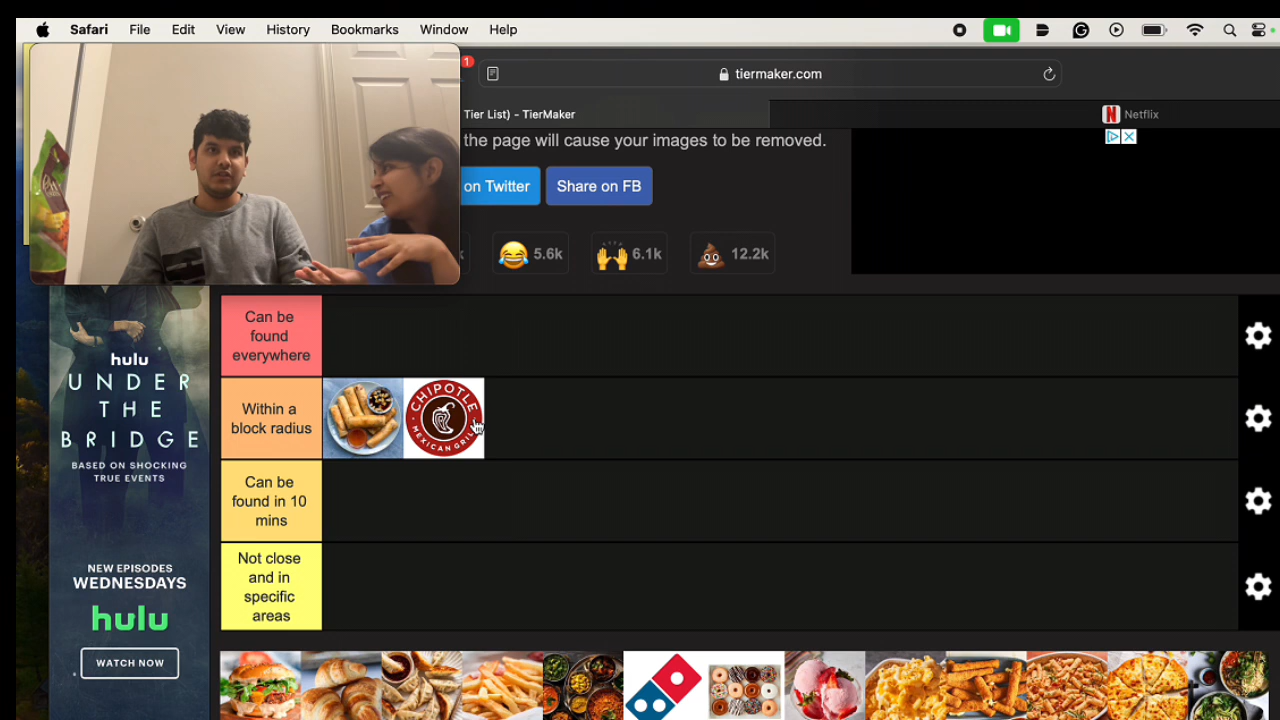 Safari File Edit View History Bookmarks Window Help
1
tiermaker.com
Tier List) - TierMaker
N Netflix
the page will cause your images to be removed.
on Twitter
Share on FB
k
5.6k
6.1k
12.2k
Can be
found
everywhere
hulu
UNDER
THE
BRIDGE
BASED ON SHOCKING
TRUE EVENTS
NEW EPISODES
WEDNESDAYS
hulu
WATCH NOW
Within a
block radius
CHIPOTLE
MEXICAN GRILL
Can be
found in 10
mins
Not close
and in
specific
areas